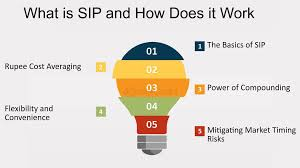 What is SIP and How Does it Work
01
1 The Basics of SIP
Rupee Cost Averaging 2
02
03
3 Power of Compounding
Flexibility and
Convenience 4
04
05
5 Mitigating Market Timing
Risks